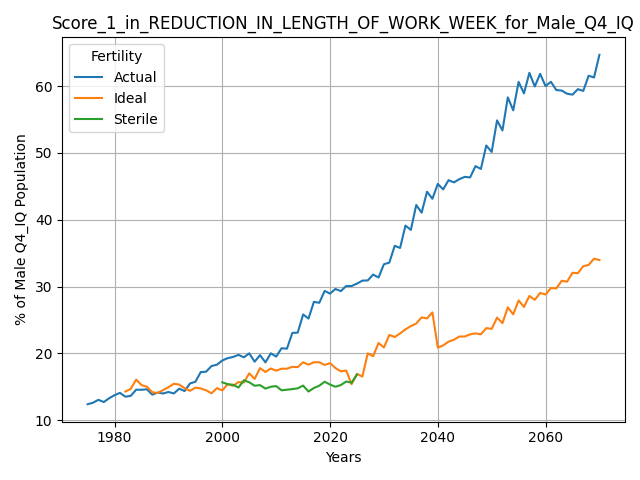 Score_1_in_REDUCTION_IN_LENGTH_OF_WORK_WEEK_for_Male_Q4_IQ
Fertility
Actual
Ideal
Sterile
% of Male Q4_IQ Population
60
50
40
30
20
10
1980 2000 2020 2040 2060
Years